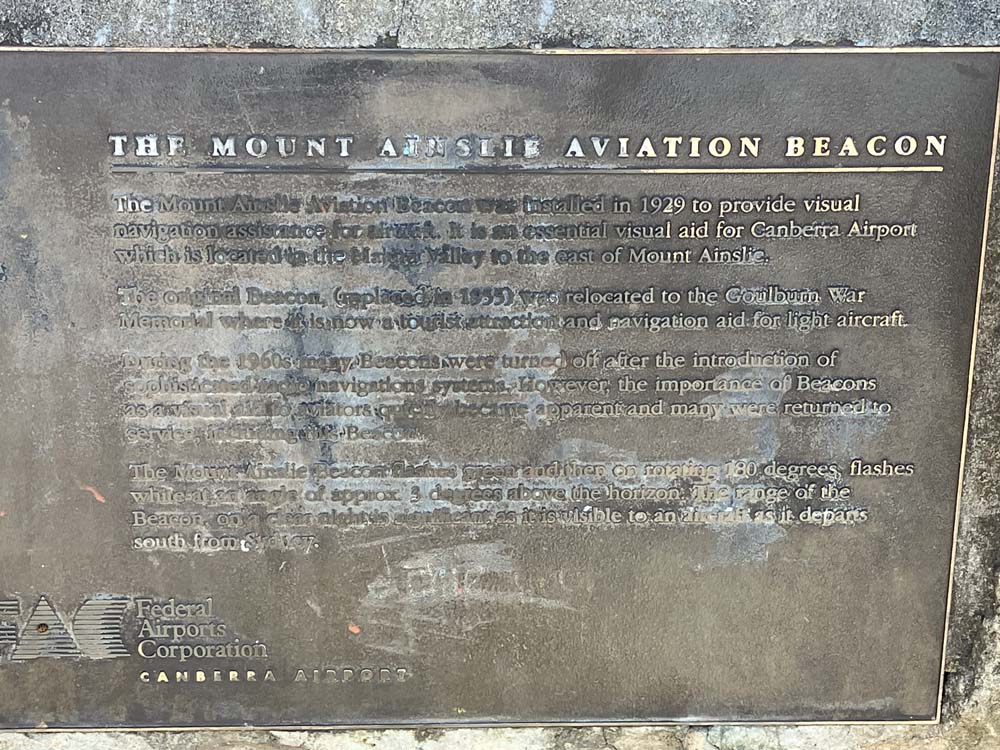 THE MOUNT AINSLIE AVIATION BEACON
The Mount Ainslie Aviation Beacon was installed in 1929 to provide visual
navigation assistance for aircraft. It is an essential visual aid for Canberra Airport
which is located in the Majura Valley to the east of Mount Ainslie.
The original Beacon, (replaced in 1955) was relocated to the Goulburn War
Memorial where it is now a tourist attraction and navigation aid for light aircraft.
During the 1960s many Beacons were turned off after the introduction of
sophisticated radio navigations systems. However, the importance of Beacons
as a visual aid to aviators quickly became apparent and many were returned to
service, including this Beacon.
The Mount Ainslie Beacon flashes green and then on rotating 180 degrees, flashes
white at an angle of approx. 3 degrees above the horizon. The range of the
Beacon, on a clear night is significant as it is visible to an aircraft as it departs
south from Sydney.
FAC
Federal
Airports
Corporation
CANBERRA AIRPORT